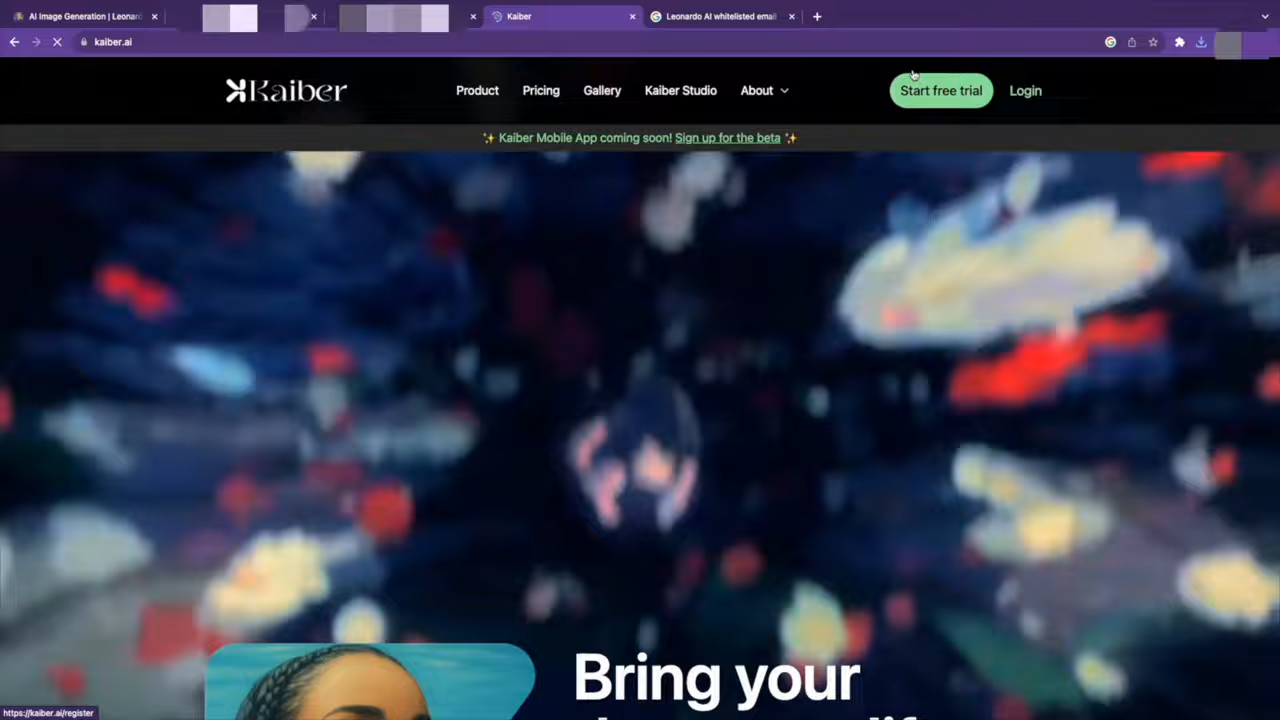 AI Image Generation | Leonard
Kaiber
Leonardo AI whitelisted email
kaiber.ai
Kaiber
Product
Pricing
Gallery
Kaiber Studio
About
Start free trial
Login
✨ Kaiber Mobile App coming soon! Sign up for the beta ✨
Bring your
https://kaiber.ai/register